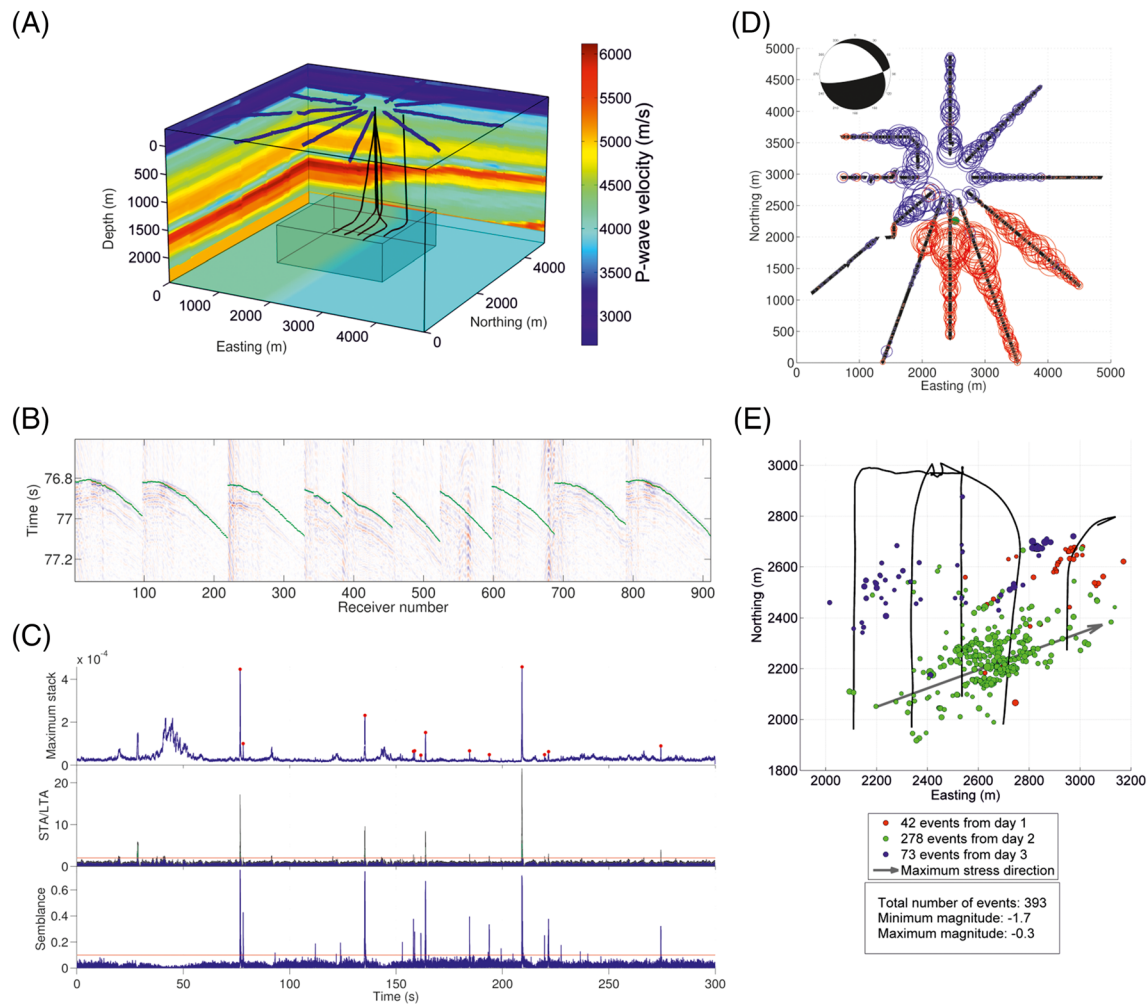 (A)
0
500
1000
1500
2000
Depth (m)
0
1000
2000
3000
4000
Easting (m)
0
2000
4000
Northing (m)
6000
5500
5000
4500
4000
3500
3000
P-wave velocity (m/s)
(B)
76.8
77
77.2
Time (s)
100 200 300 400 500 600 700 800 900
Receiver number
(C)
x 10⁻⁴
4
2
0
Maximum stack
20
10
0
STA/LTA
0.6
0.4
0.2
0
Semblance
0 50 100 150 200 250 300
Time (s)
(D)
5000
4500
4000
3500
3000
2500
2000
1500
1000
500
0
Northing (m)
0 1000 2000 3000 4000 5000
Easting (m)
(E)
3000
2800
2600
2400
2200
2000
1800
Northing (m)
2000 2200 2400 2600 2800 3000 3200
Easting (m)
42 events from day 1
278 events from day 2
73 events from day 3
Maximum stress direction
Total number of events: 393
Minimum magnitude: -1.7
Maximum magnitude: -0.3